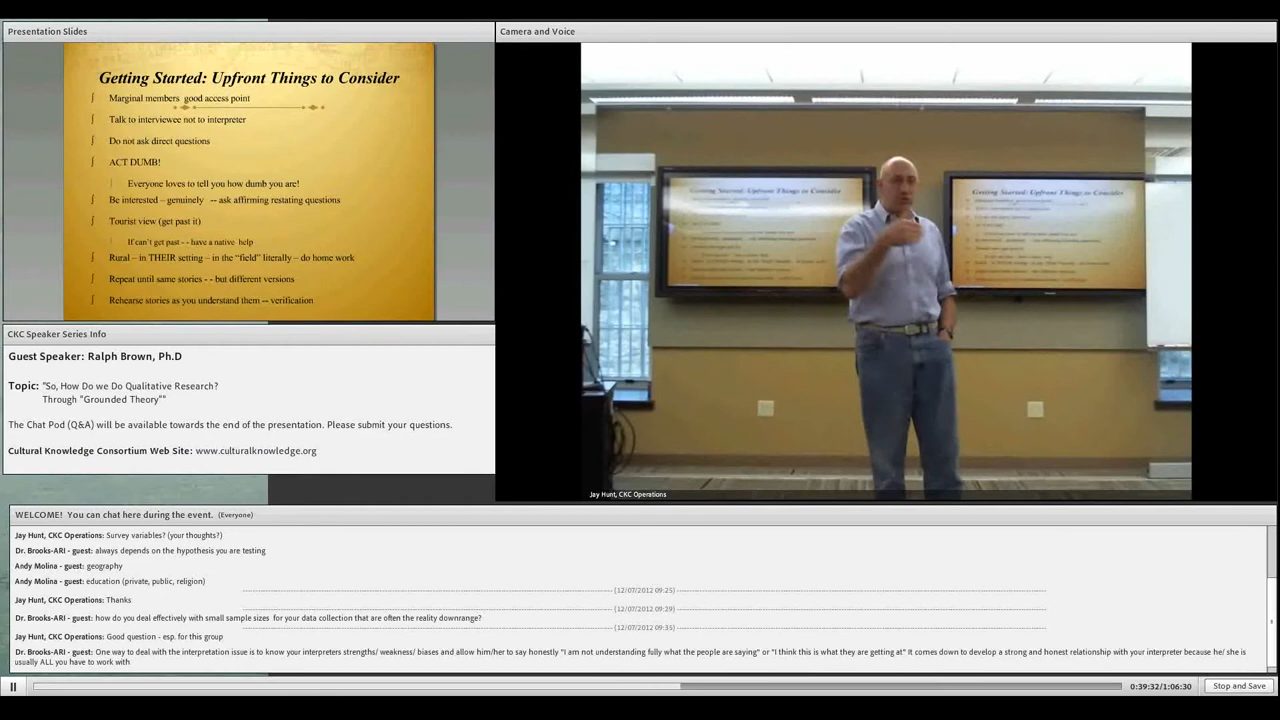 Presentation Slides
Getting Started: Upfront Things to Consider
Marginal members good access point
Talk to interviewee not to interpreter
Do not ask direct questions
ACT DUMB!
Everyone loves to tell you how dumb you are!
Be interested – genuinely -- ask affirming restating questions
Tourist view (get past it)
If can't get past - - have a native help
Rural – in THEIR setting – in the “field” literally – do home work
Repeat until same stories - - but different versions
Rehearse stories as you understand them -- verification
CKC Speaker Series Info
Guest Speaker: Ralph Brown, Ph.D
Topic: "So, How Do we Do Qualitative Research?
Through "Grounded Theory""
The Chat Pod (Q&A) will be available towards the end of the presentation. Please submit your questions.
Cultural Knowledge Consortium Web Site: www.culturalknowledge.org
Camera and Voice
Getting Started: Upfront Things to Consider
Getting Started: Upfront Things to Consider
Jay Hunt, CKC Operations
WELCOME! You can chat here during the event. (Everyone)
Jay Hunt, CKC Operations: Survey variables? (your thoughts?)
Dr. Brooks-ARI - guest: always depends on the hypothesis you are testing
Andy Molina - guest: geography
Andy Molina - guest: education (private, public, religion)
(12/07/2012 09:25)
Jay Hunt, CKC Operations: Thanks
(12/07/2012 09:29)
Dr. Brooks-ARI - guest: how do you deal effectively with small sample sizes for your data collection that are often the reality downrange?
(12/07/2012 09:33)
Jay Hunt, CKC Operations: Good question - esp. for this group
Dr. Brooks-ARI - guest: One way to deal with the interpretation issue is to know your interpreters strengths/ weakness/ biases and allow him/her to say honestly "I am not understanding fully what the people are saying" or "I think this is what they are getting at" It comes down to develop a strong and honest relationship with your interpreter because he/ she is
usually ALL you have to work with
0:39:32/1:06:30
Stop and Save